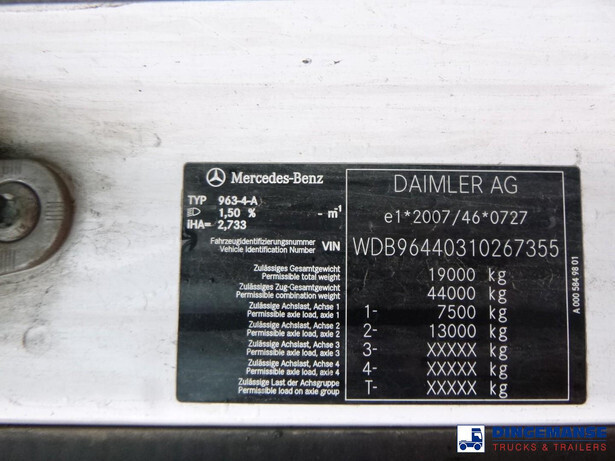 Mercedes-Benz
DAIMLER AG
TYP 963-4-A
1,50 % - m⁻¹
IHA= 2,733
e1*2007/46*0727
Fahrzeugidentifizierungsnummer
Vehicle Identification Number VIN WDB96440310267355
Zulässiges Gesamtgewicht
Permissible total weight 19000 kg
Zulässiges Zug-Gesamtgewicht
Permissible combination weight 44000 kg
Zulässige Achslast, Achse 1
Permissible axle load, axle 1 1- 7500 kg
Zulässige Achslast, Achse 2
Permissible axle load, axle 2 2- 13000 kg
Zulässige Achslast, Achse 3
Permissible axle load, axle 3 3- XXXXX kg
Zulässige Achslast, Achse 4
Permissible axle load, axle 4 4- XXXXX kg
Zulässige Last der Achsgruppe
Permissible load on axle group T- XXXXX kg
A 000 584 98 01
DINGEMANSE
TRUCKS & TRAILERS